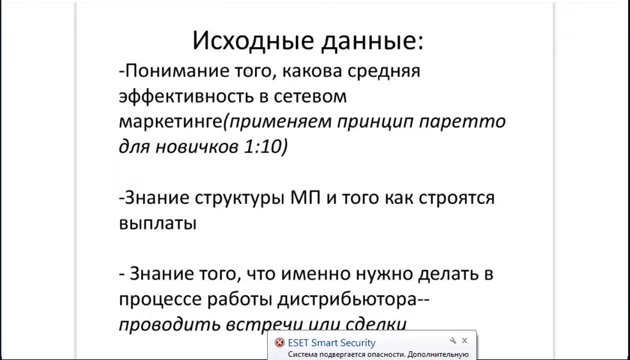 Исходные данные:
-Понимание того, какова средняя
эффективность в сетевом
маркетинге(применяем принцип паретто
для новичков 1:10)
-Знание структуры МП и того как строятся
выплаты
- Знание того, что именно нужно делать в
процессе работы дистрибьютора--
проводить встречи или сделки
ESET Smart Security
Система подвергается опасности. Дополнительную